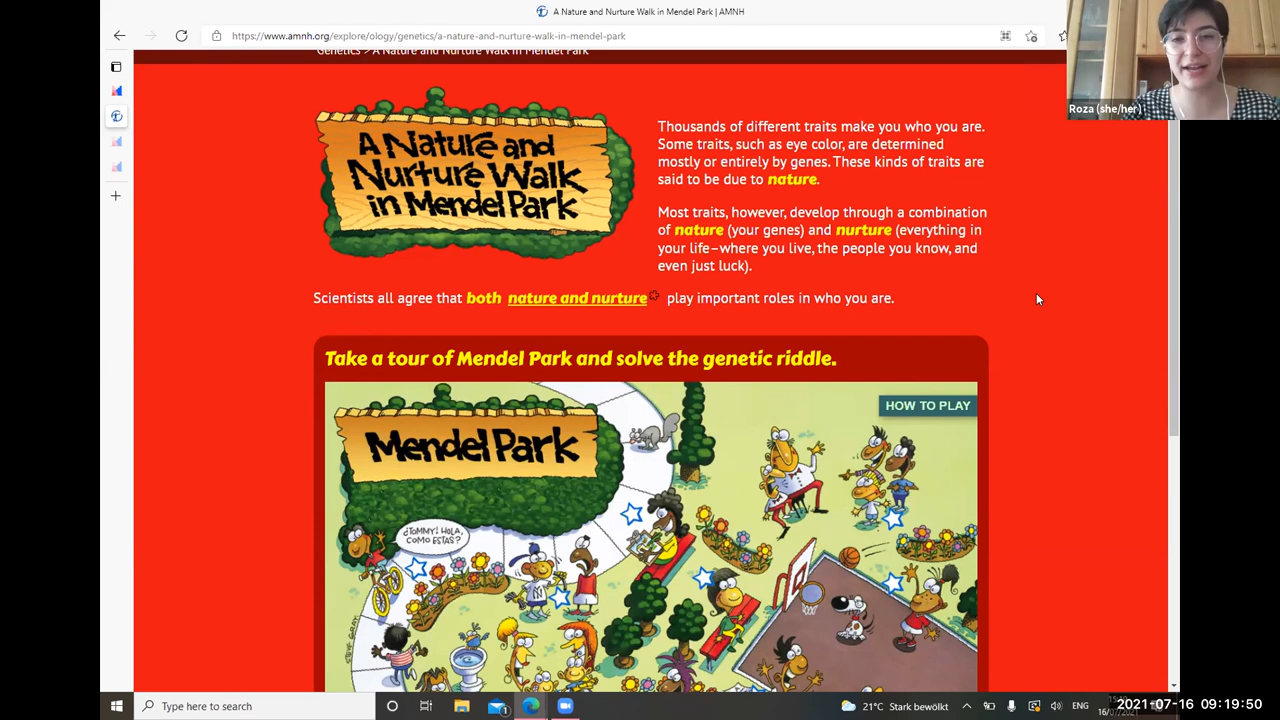 A Nature and Nurture Walk in Mendel Park | AMNH
https://www.amnh.org/explore/ology/genetics/a-nature-and-nurture-walk-in-mendel-park
Genetics > A Nature and Nurture Walk in Mendel Park
Roza (she/her)
A Nature and
Nurture Walk
in Mendel Park
Thousands of different traits make you who you are.
Some traits, such as eye color, are determined
mostly or entirely by genes. These kinds of traits are
said to be due to nature.
Most traits, however, develop through a combination
of nature (your genes) and nurture (everything in
your life–where you live, the people you know, and
even just luck).
Scientists all agree that both nature and nurture play important roles in who you are.
Take a tour of Mendel Park and solve the genetic riddle.
HOW TO PLAY
Mendel Park
¿TOMMY! HOLA,
COMO ESTAS?
N
STEVE GRAY
Type here to search
1
21°C Stark bewölkt
ENG
2021-07-16 09:19:50